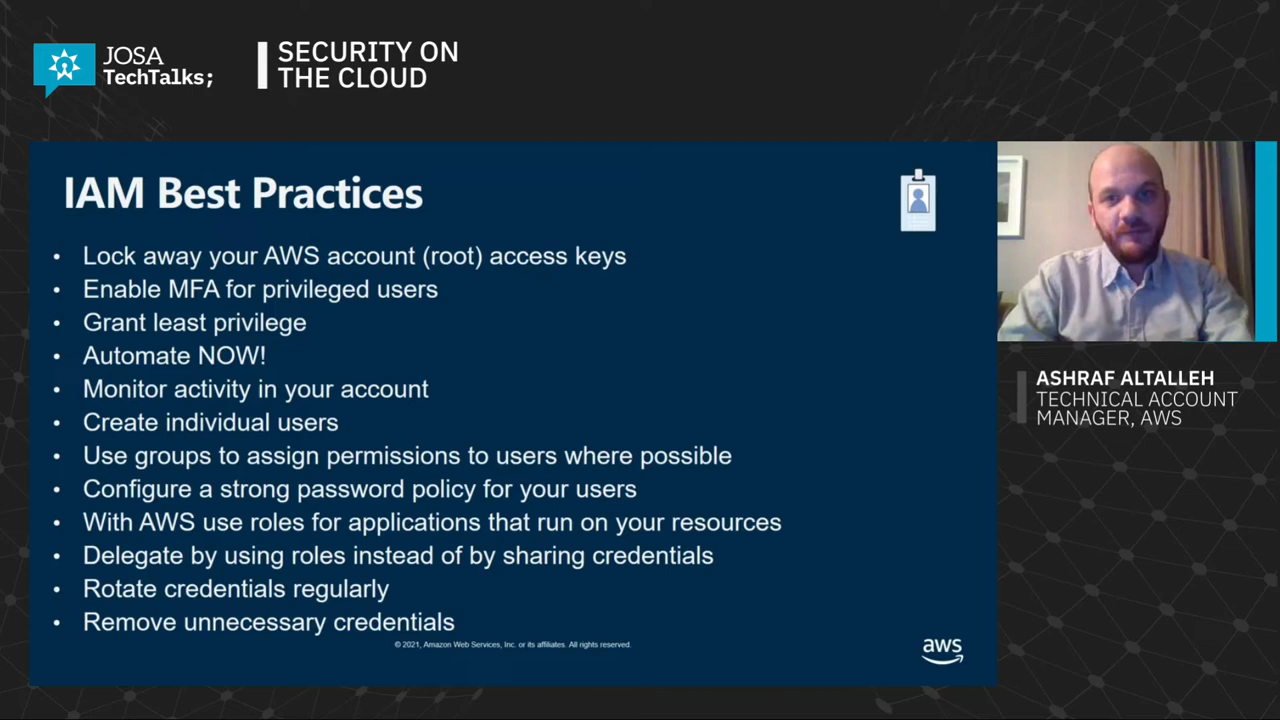 JOSA
TechTalks;
SECURITY ON
THE CLOUD
IAM Best Practices
• Lock away your AWS account (root) access keys
• Enable MFA for privileged users
• Grant least privilege
• Automate NOW!
• Monitor activity in your account
• Create individual users
• Use groups to assign permissions to users where possible
• Configure a strong password policy for your users
• With AWS use roles for applications that run on your resources
• Delegate by using roles instead of by sharing credentials
• Rotate credentials regularly
• Remove unnecessary credentials
© 2021, Amazon Web Services, Inc. or its affiliates. All rights reserved.
aws
ASHRAF ALTALLEH
TECHNICAL ACCOUNT
MANAGER, AWS